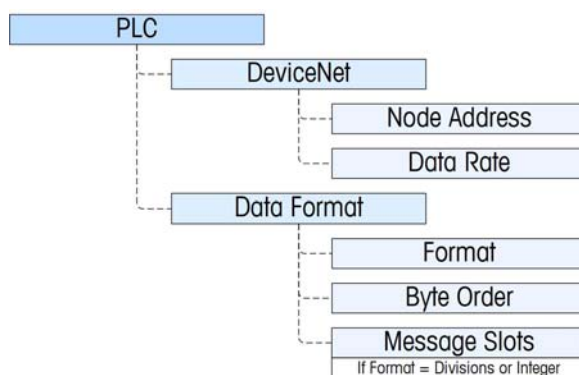 PLC
DeviceNet
Node Address
Data Rate
Data Format
Format
Byte Order
Message Slots
If Format = Divisions or Integer